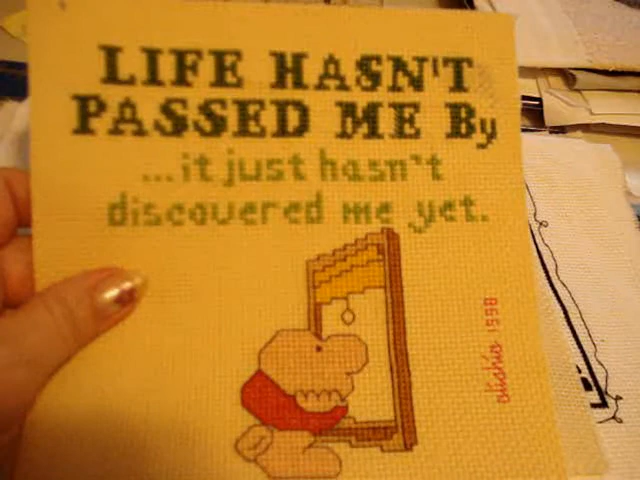 LIFE HASN'T
PASSED ME By
...it just hasn't
discovered me yet.
1998